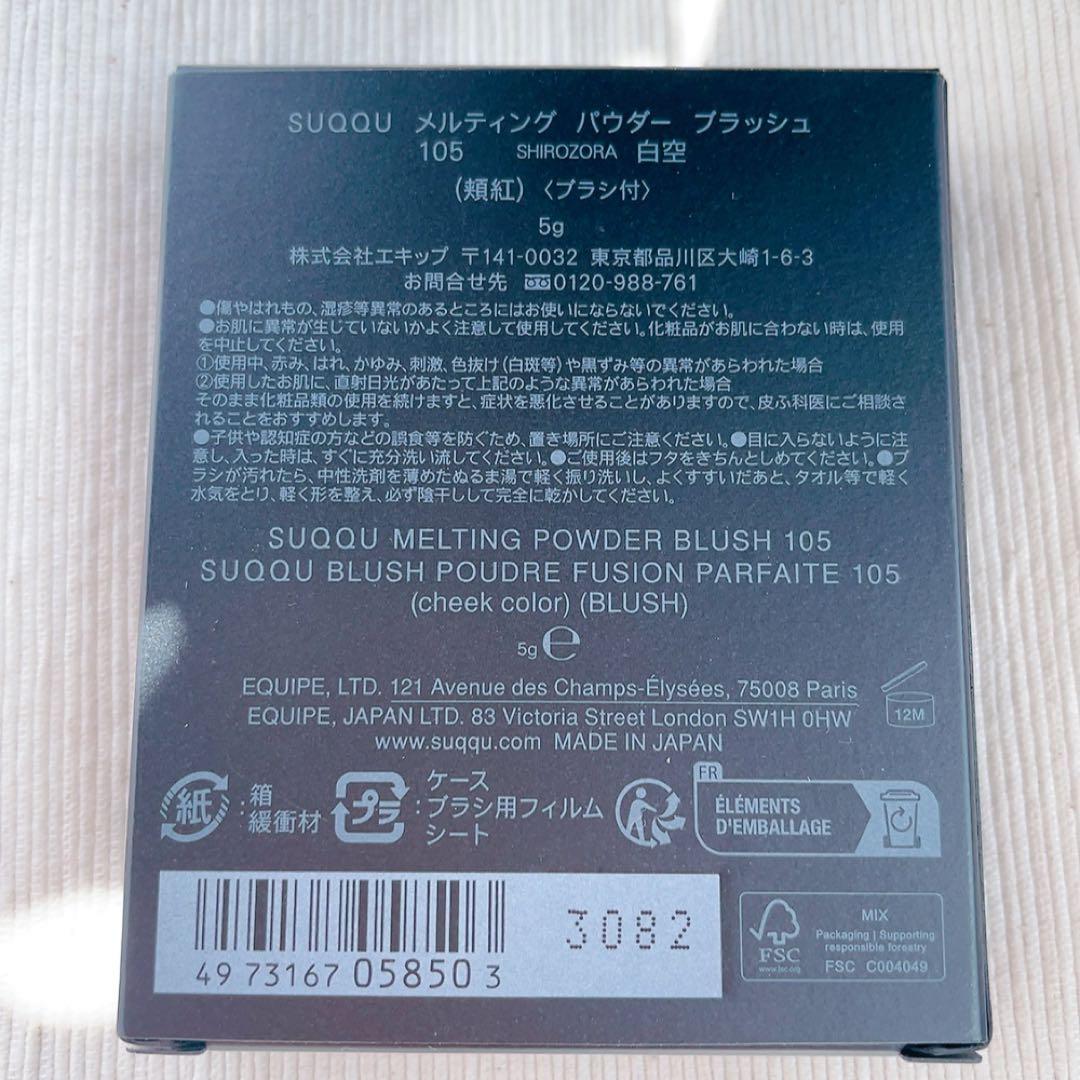 SUQQU メルティング パウダー ブラッシュ
105 SHIROZORA 白空
(頬紅)〈ブラシ付〉
5g
株式会社エキップ 〒141-0032 東京都品川区大崎1-6-3
お問合せ先 0120-988-761
●傷やはれもの、湿疹等異常のあるところにはお使いにならないでください。
●お肌に異常が生じていないかよく注意して使用してください。化粧品がお肌に合わない時は、使用
を中止してください。
①使用中、赤み、はれ、かゆみ、刺激、色抜け(白斑等)や黒ずみ等の異常があらわれた場合
②使用したお肌に、直射日光があたって上記のような異常があらわれた場合
そのまま化粧品類の使用を続けますと、症状を悪化させることがありますので、皮ふ科医にご相談さ
れることをおすすめします。
●子供や認知症の方などの誤食等を防ぐため、置き場所にご注意ください。●目に入らないように注
意し、入った時は、すぐに充分洗い流してください。●ご使用後はフタをきちんとしめてください。●ブ
ラシが汚れたら、中性洗剤を薄めたぬるま湯で軽く振り洗いし、よくすすいだあと、タオル等で軽く
水気をとり、軽く形を整え、必ず陰干しして完全に乾かしてください。
SUQQU MELTING POWDER BLUSH 105
SUQQU BLUSH POUDRE FUSION PARFAITE 105
(cheek color) (BLUSH)
5g ℮
EQUIPE, LTD. 121 Avenue des Champs-Élysées, 75008 Paris
EQUIPE, JAPAN LTD. 83 Victoria Street London SW1H 0HW
www.suqqu.com MADE IN JAPAN
12M
紙 : 箱
緩衝材
プラ : ケース
ブラシ用フィルム
シート
FR
ÉLÉMENTS
D'EMBALLAGE
4973167058503
3082
FSC
www.fsc.org
MIX
Packaging | Supporting
responsible forestry
FSC C004049